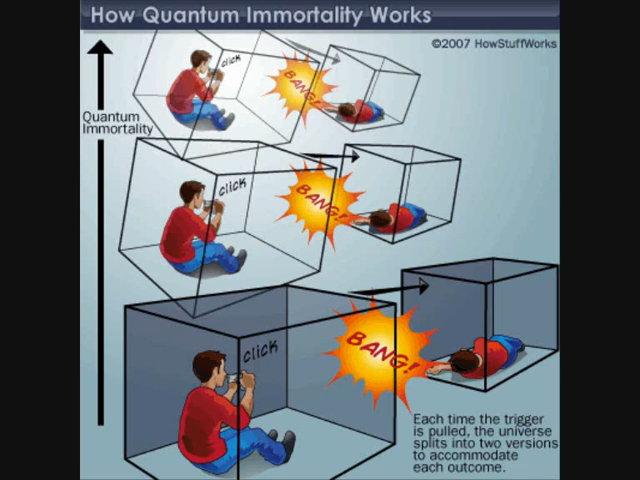 How Quantum Immortality Works
©2007 HowStuffWorks
click
BANG!
Quantum
Immortality
click
BANG!
click
BANG!
Each time the trigger
is pulled, the universe
splits into two versions
to accommodate
each outcome.